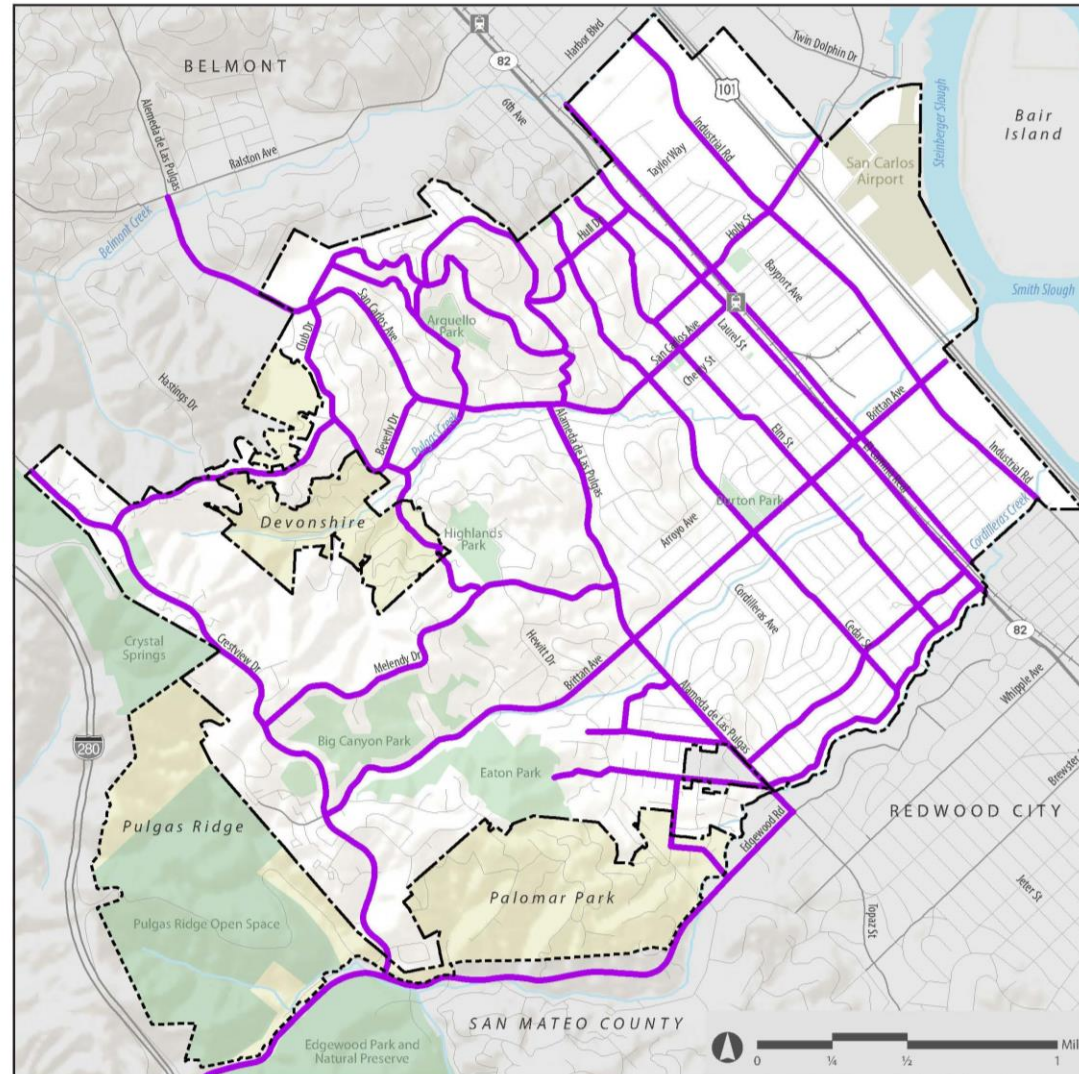 BELMONT
82
Harbor Blvd
Twin Dolphin Dr
101
Steinberger Slough
Bair
Island
Alameda de Las Pulgas
6th Ave
Ralston Ave
Industrial Rd
Taylor Way
San Carlos
Airport
Belmont Creek
Hull Dr
Holly St
Bayport Ave
Smith Slough
San Carlos Ave
Arguello
Park
Club Dr
San Carlos Ave
Laurel St
Cherry St
Hastings Dr
Beverly Dr
Pulgas Creek
Alameda de Las Pulgas
Elm St
Brittan Ave
Industrial Rd
Devonshire
Highlands
Park
Burton Park
Arroyo Ave
Cordilleras Creek
Crystal
Springs
Crestview Dr
Melendy Dr
Hewitt Dr
Brittan Ave
Cordilleras Ave
Cedar St
82
Whipple Ave
Alameda de Las Pulgas
280
Big Canyon Park
Eaton Park
Brewster
Pulgas Ridge
REDWOOD CITY
Edgewood Rd
Palomar Park
Jeter St
Topaz St
Pulgas Ridge Open Space
SAN MATEO COUNTY
Edgewood Park and
Natural Preserve
0 ¼ ½ 1 Mil